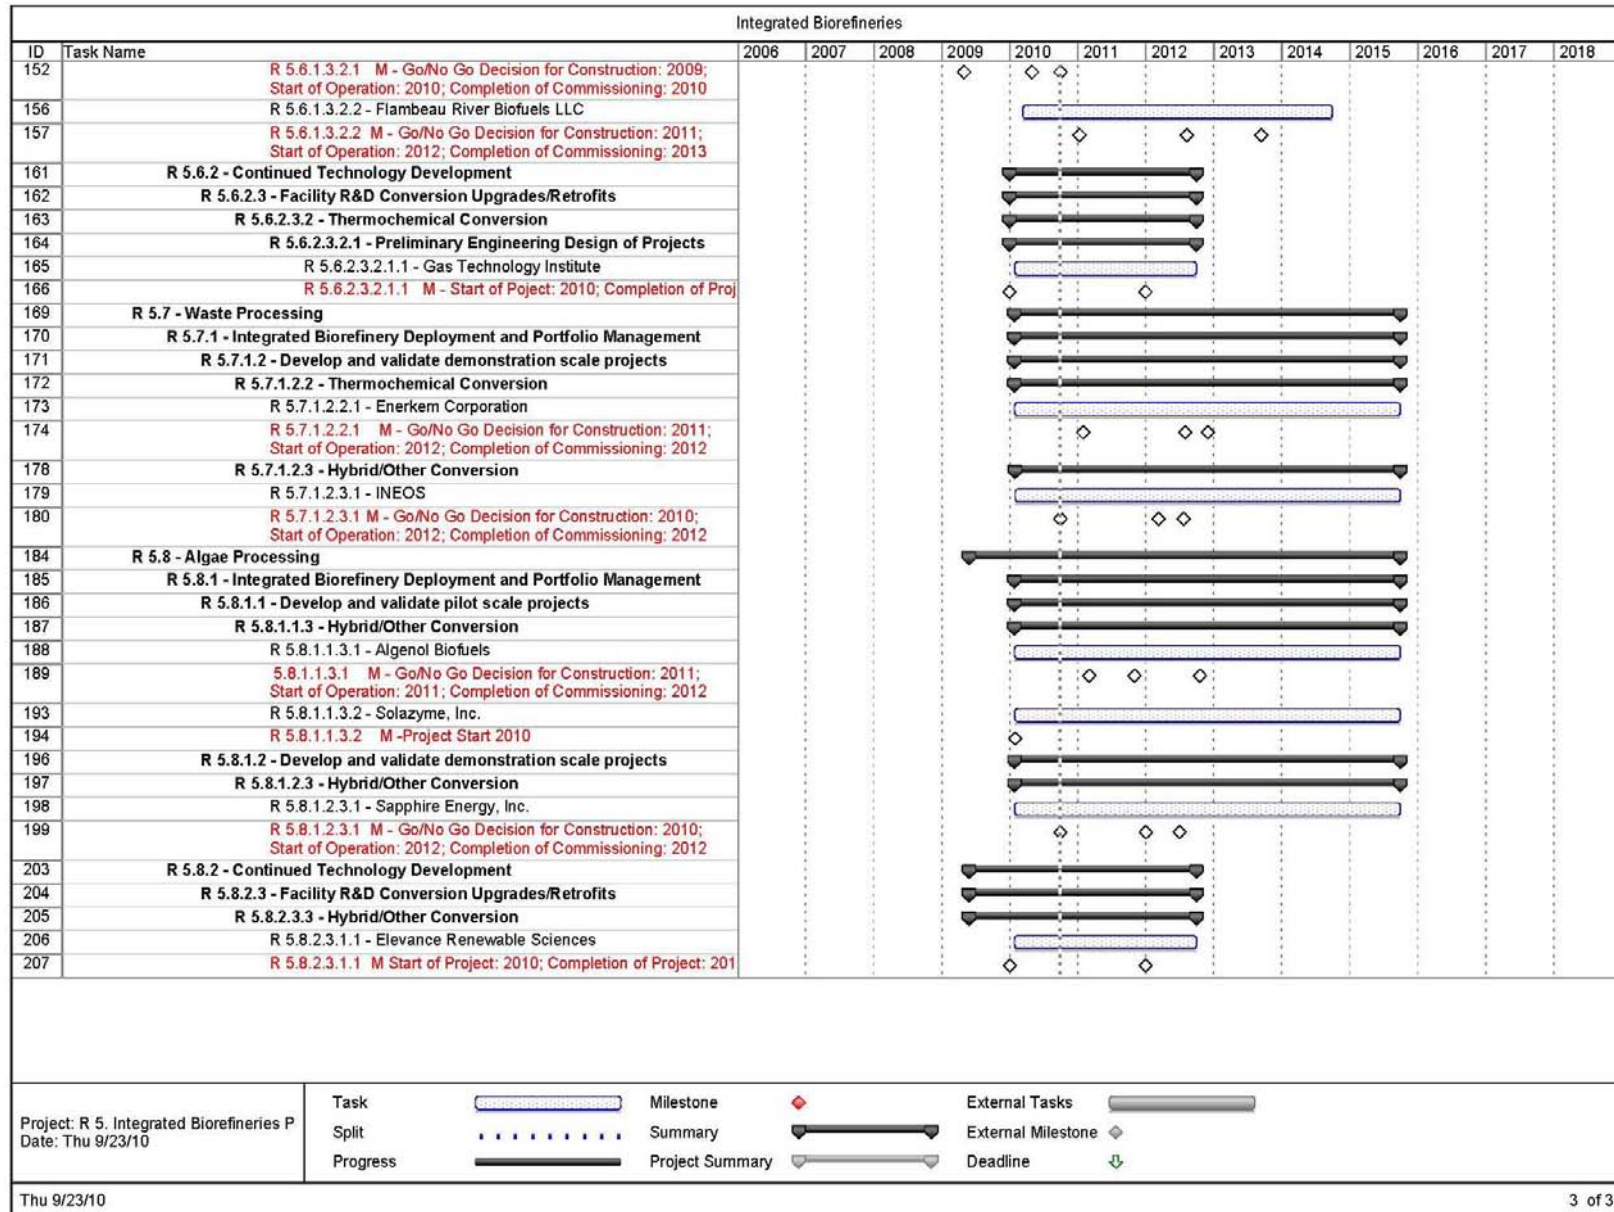 Integrated Biorefineries
ID Task Name 2006 2007 2008 2009 2010 2011 2012 2013 2014 2015 2016 2017 2018
152 R 5.6.1.3.2.1 M - Go/No Go Decision for Construction: 2009;
Start of Operation: 2010; Completion of Commissioning: 2010
156 R 5.6.1.3.2.2 - Flambeau River Biofuels LLC
157 R 5.6.1.3.2.2 M - Go/No Go Decision for Construction: 2011;
Start of Operation: 2012; Completion of Commissioning: 2013
161 R 5.6.2 - Continued Technology Development
162 R 5.6.2.3 - Facility R&D Conversion Upgrades/Retrofits
163 R 5.6.2.3.2 - Thermochemical Conversion
164 R 5.6.2.3.2.1 - Preliminary Engineering Design of Projects
165 R 5.6.2.3.2.1.1 - Gas Technology Institute
166 R 5.6.2.3.2.1.1 M - Start of Poject: 2010; Completion of Proj
169 R 5.7 - Waste Processing
170 R 5.7.1 - Integrated Biorefinery Deployment and Portfolio Management
171 R 5.7.1.2 - Develop and validate demonstration scale projects
172 R 5.7.1.2.2 - Thermochemical Conversion
173 R 5.7.1.2.2.1 - Enerkem Corporation
174 R 5.7.1.2.2.1 M - Go/No Go Decision for Construction: 2011;
Start of Operation: 2012; Completion of Commissioning: 2012
178 R 5.7.1.2.3 - Hybrid/Other Conversion
179 R 5.7.1.2.3.1 - INEOS
180 R 5.7.1.2.3.1 M - Go/No Go Decision for Construction: 2010;
Start of Operation: 2012; Completion of Commissioning: 2012
184 R 5.8 - Algae Processing
185 R 5.8.1 - Integrated Biorefinery Deployment and Portfolio Management
186 R 5.8.1.1 - Develop and validate pilot scale projects
187 R 5.8.1.1.3 - Hybrid/Other Conversion
188 R 5.8.1.1.3.1 - Algenol Biofuels
189 5.8.1.1.3.1 M - Go/No Go Decision for Construction: 2011;
Start of Operation: 2011; Completion of Commissioning: 2012
193 R 5.8.1.1.3.2 - Solazyme, Inc.
194 R 5.8.1.1.3.2 M -Project Start 2010
196 R 5.8.1.2 - Develop and validate demonstration scale projects
197 R 5.8.1.2.3 - Hybrid/Other Conversion
198 R 5.8.1.2.3.1 - Sapphire Energy, Inc.
199 R 5.8.1.2.3.1 M - Go/No Go Decision for Construction: 2010;
Start of Operation: 2012; Completion of Commissioning: 2012
203 R 5.8.2 - Continued Technology Development
204 R 5.8.2.3 - Facility R&D Conversion Upgrades/Retrofits
205 R 5.8.2.3.3 - Hybrid/Other Conversion
206 R 5.8.2.3.1.1 - Elevance Renewable Sciences
207 R 5.8.2.3.1.1 M Start of Project: 2010; Completion of Project: 201
Project: R 5. Integrated Biorefineries P
Date: Thu 9/23/10
Task Milestone External Tasks
Split Summary External Milestone
Progress Project Summary Deadline
Thu 9/23/10 3 of 3